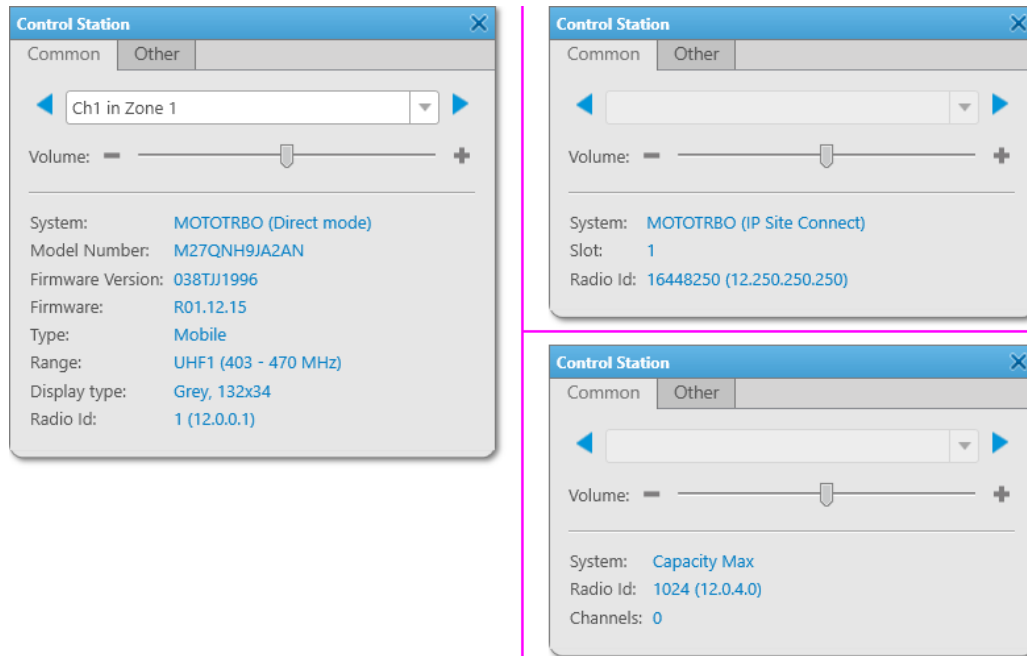 Control Station
Common Other
Ch1 in Zone 1
Volume:
System: MOTOTRBO (Direct mode)
Model Number: M27QNH9JA2AN
Firmware Version: 038TJJ1996
Firmware: R01.12.15
Type: Mobile
Range: UHF1 (403 - 470 MHz)
Display type: Grey, 132x34
Radio Id: 1 (12.0.0.1)
Control Station
Common Other
Volume:
System: MOTOTRBO (IP Site Connect)
Slot: 1
Radio Id: 16448250 (12.250.250.250)
Control Station
Common Other
Volume:
System: Capacity Max
Radio Id: 1024 (12.0.4.0)
Channels: 0